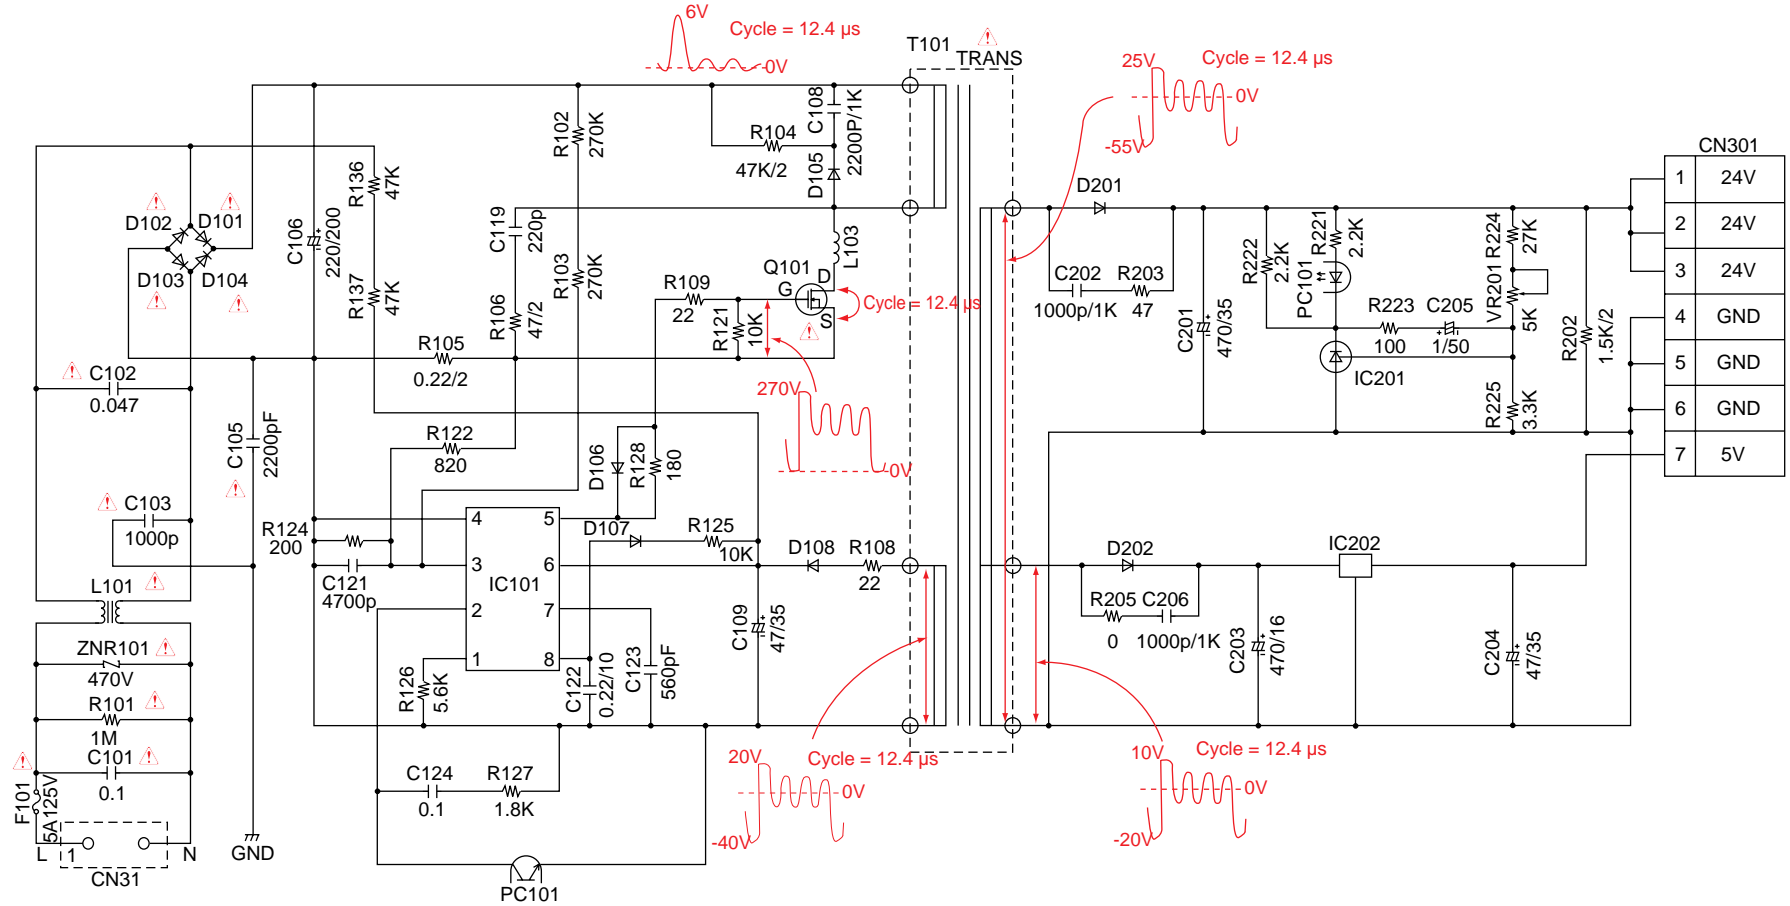 6V
Cycle = 12.4 µs
0V
T101
TRANS
25V
Cycle = 12.4 µs
0V
-55V
R102
270K
R104
47K/2
C108
2200P/1K
D105
CN301
1 24V
2 24V
3 24V
4 GND
5 GND
6 GND
7 5V
R136
47K
D102
D101
D103
D104
C106
220/200
R137
47K
C119
220p
R103
270K
R106
47/2
L103
Q101
D
G
S
R109
22
R121
10K
Cycle = 12.4 µs
D201
C202
1000p/1K
R203
47
C201
470/35
R222
2.2K
R221
2.2K
PC101
R224
27K
VR201
5K
R223
100
C205
1/50
IC201
R225
3.3K
R202
1.5K/2
R105
0.22/2
C102
0.047
C105
2200pF
270V
0V
R122
820
D106
R128
180
C103
1000p
R124
200
C121
4700p
IC101
4
3
2
1
5
6
7
8
D107
R125
10K
D108
R108
22
D202
IC202
R205
0
C206
1000p/1K
C203
470/16
C204
47/35
L101
ZNR101
470V
R101
1M
C101
0.1
F101
5A125V
L
1
N
CN31
GND
R126
5.6K
C122
0.22/10
C123
560pF
C109
47/35
C124
0.1
R127
1.8K
PC101
20V
Cycle = 12.4 µs
0V
-40V
10V
Cycle = 12.4 µs
0V
-20V